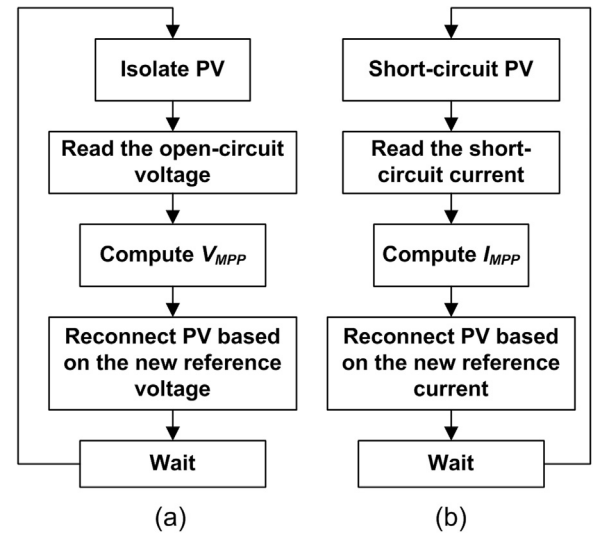 Isolate PV
Read the open-circuit
voltage
Compute VMPP
Reconnect PV based
on the new reference
voltage
Wait
(a)
Short-circuit PV
Read the short-
circuit current
Compute IMPP
Reconnect PV based
on the new reference
current
Wait
(b)